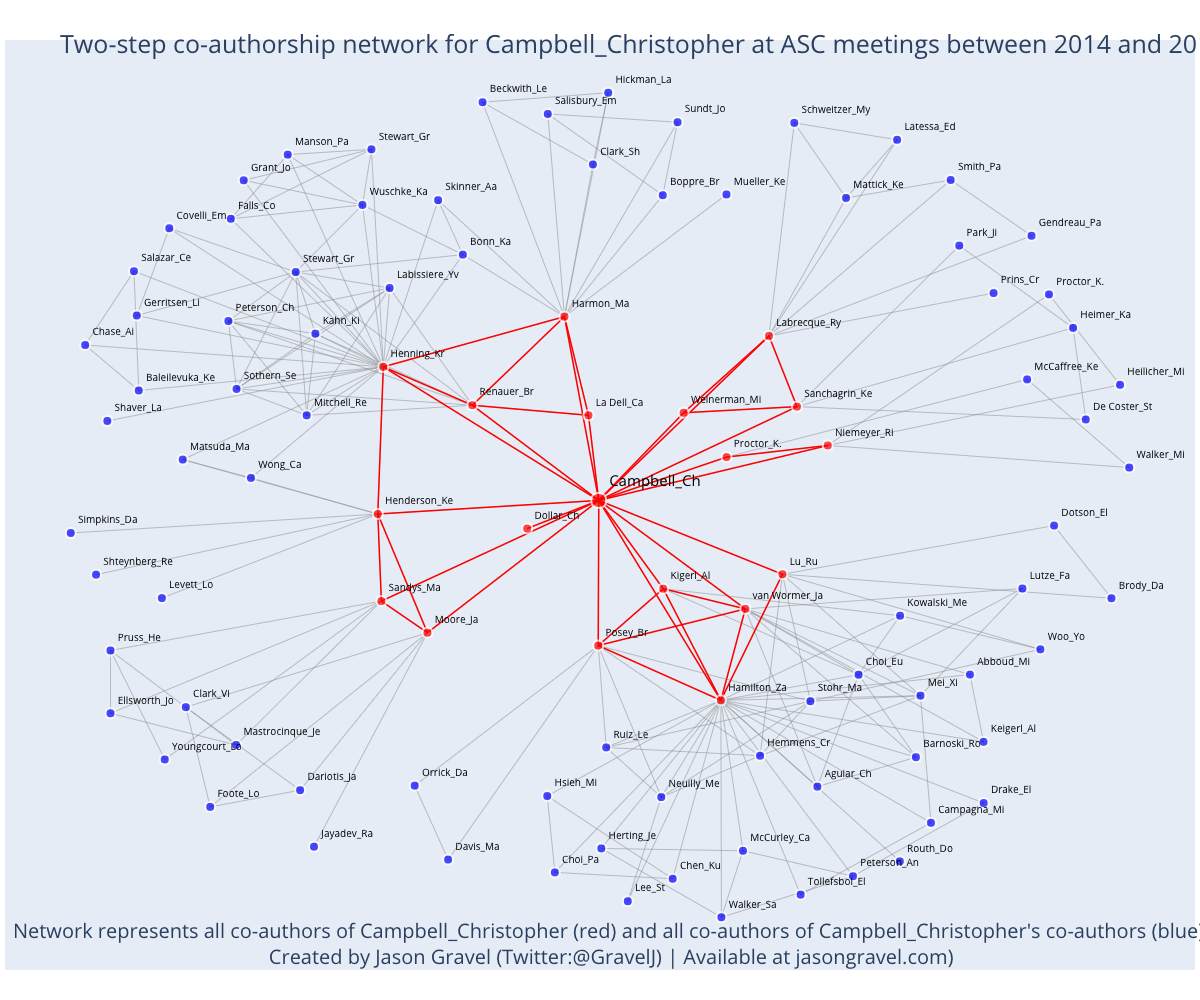 Two-step co-authorship network for Campbell_Christopher at ASC meetings between 2014 and 20
Hickman_La
Beckwith_Le
Salisbury_Em
Sundt_Jo
Schweitzer_My
Latessa_Ed
Stewart_Gr
Manson_Pa
Clark_Sh
Grant_Jo
Smith_Pa
Boppre_Br
Mueller_Ke
Mattick_Ke
Skinner_Aa
Wuschke_Ka
Falls_Co
Covelli_Em
Gendreau_Pa
Park_Ji
Bonn_Ka
Salazar_Ce
Stewart_Gr
Labissiere_Yv
Prins_Cr
Proctor_K.
Gerritsen_Li
Harmon_Ma
Peterson_Ch
Heimer_Ka
Kahn_Ki
Labrecque_Ry
Chase_Ai
Henning_Kr
McCaffree_Ke
Heilicher_Mi
Baleilevuka_Ke
Sothern_Se
Renauer_Br
Sanchagrin_Ke
Weinerman_Mi
La Dell_Ca
Mitchell_Re
Shaver_La
De Coster_St
Niemeyer_Ri
Proctor_K.
Matsuda_Ma
Walker_Mi
Wong_Ca
Campbell_Ch
Henderson_Ke
Dollar_Ch
Dotson_El
Simpkins_Da
Shteynberg_Re
Lu_Ru
Kigerl_Al
Lutze_Fa
Levett_Lo
Sandys_Ma
van Wormer_Ja
Brody_Da
Kowalski_Me
Moore_Ja
Posey_Br
Pruss_He
Woo_Yo
Choi_Eu
Abboud_Mi
Clark_Vi
Ellsworth_Jo
Hamilton_Za
Stohr_Ma
Mei_Xi
Mastrocinque_Je
Ruiz_Le
Hemmens_Cr
Keigerl_Al
Youngcourt_Le
Barnoski_Ro
Dariotis_Ja
Orrick_Da
Hsieh_Mi
Neuilly_Me
Aguiar_Ch
Foote_Lo
Drake_El
Campagna_Mi
Jayadev_Ra
Davis_Ma
Herting_Je
McCurley_Ca
Routh_Do
Choi_Pa
Chen_Ku
Peterson_An
Lee_St
Tollefsbol_El
Walker_Sa
Network represents all co-authors of Campbell_Christopher (red) and all co-authors of Campbell_Christopher's co-authors (blue)
Created by Jason Gravel (Twitter:@GravelJ) | Available at jasongravel.com)